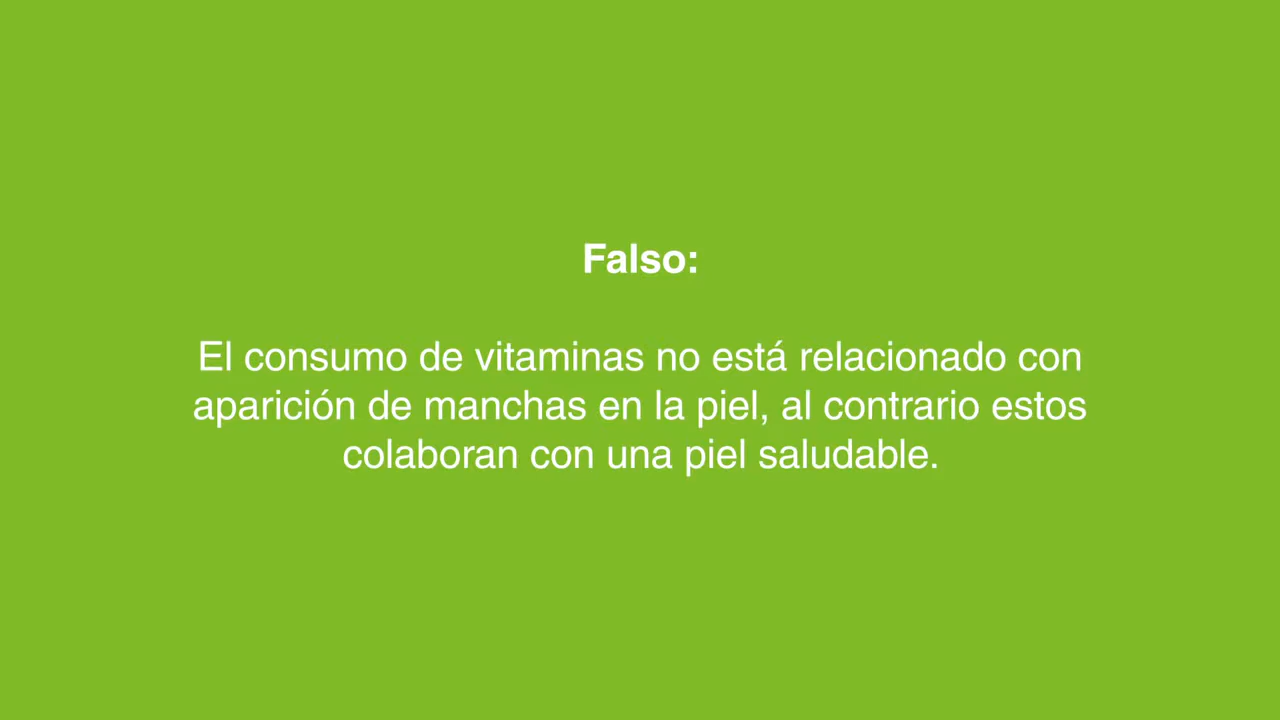 Falso:
El consumo de vitaminas no está relacionado con
aparición de manchas en la piel, al contrario estos
colaboran con una piel saludable.